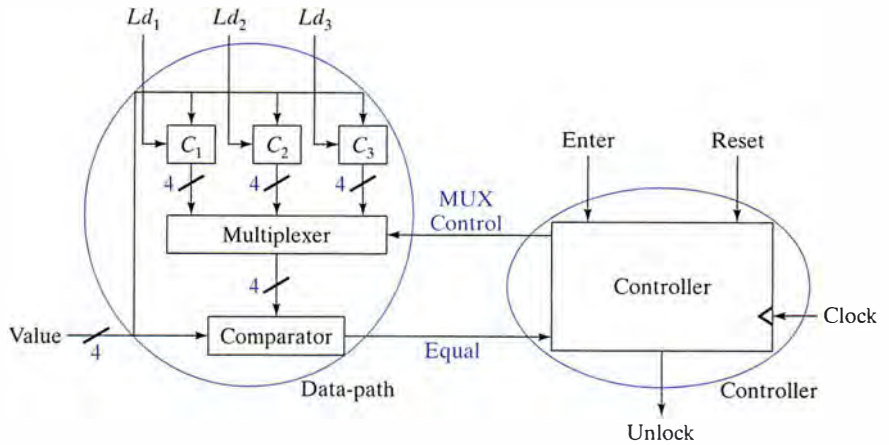 Ld₁ Ld₂ Ld₃
C₁ C₂ C₃
Enter Reset
4 4 4
MUX
Control
Multiplexer
4
Controller
Value
4
Comparator
Equal
Clock
Data-path
Controller
Unlock